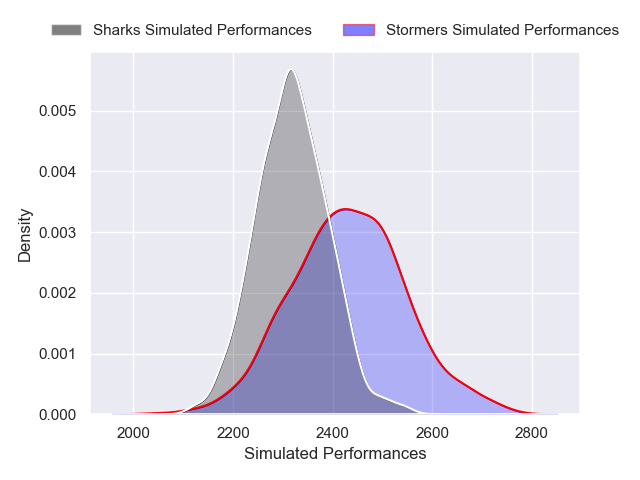 Sharks Simulated Performances Stormers Simulated Performances
0.005
0.004
0.003
0.002
0.001
0.000
Density
2000 2200 2400 2600 2800
Simulated Performances